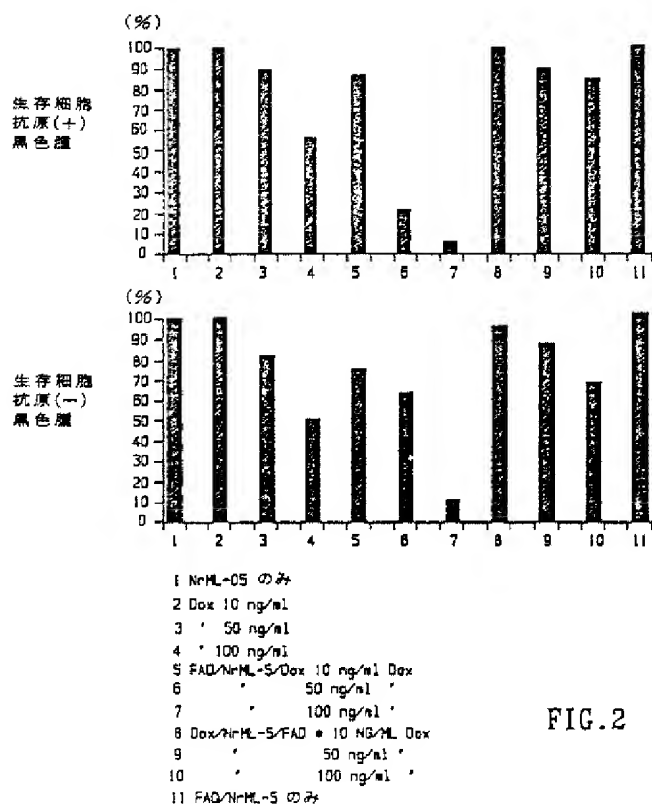 (%)
100
90
80
70
60
50
40
30
20
10
0
生存細胞
抗原(+)
黒色腫
1 2 3 4 5 6 7 8 9 10 11
(%)
100
90
80
70
60
50
40
30
20
10
0
生存細胞
抗原(−)
黒色腫
1 2 3 4 5 6 7 8 9 10 11
1 NrML-05 のみ
2 Dox 10 ng/ml
3 " 50 ng/ml
4 " 100 ng/ml
5 FAD/NrML-5/Dox 10 ng/ml Dox
6 " 50 ng/ml "
7 " 100 ng/ml "
8 Dox/NrML-5/FAD * 10 NG/ML Dox
9 " 50 ng/ml "
10 " 100 ng/ml "
11 FAD/NrML-5 のみ
FIG.2